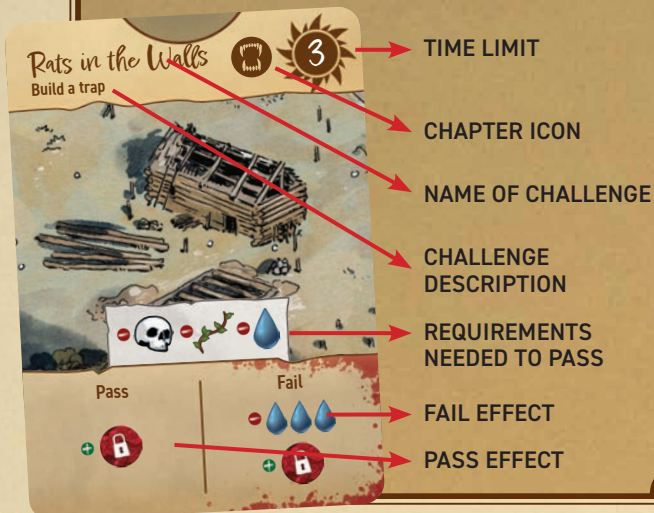 Rats in the Walls
3
Build a trap
Pass
Fail
TIME LIMIT
CHAPTER ICON
NAME OF CHALLENGE
CHALLENGE
DESCRIPTION
REQUIREMENTS
NEEDED TO PASS
FAIL EFFECT
PASS EFFECT